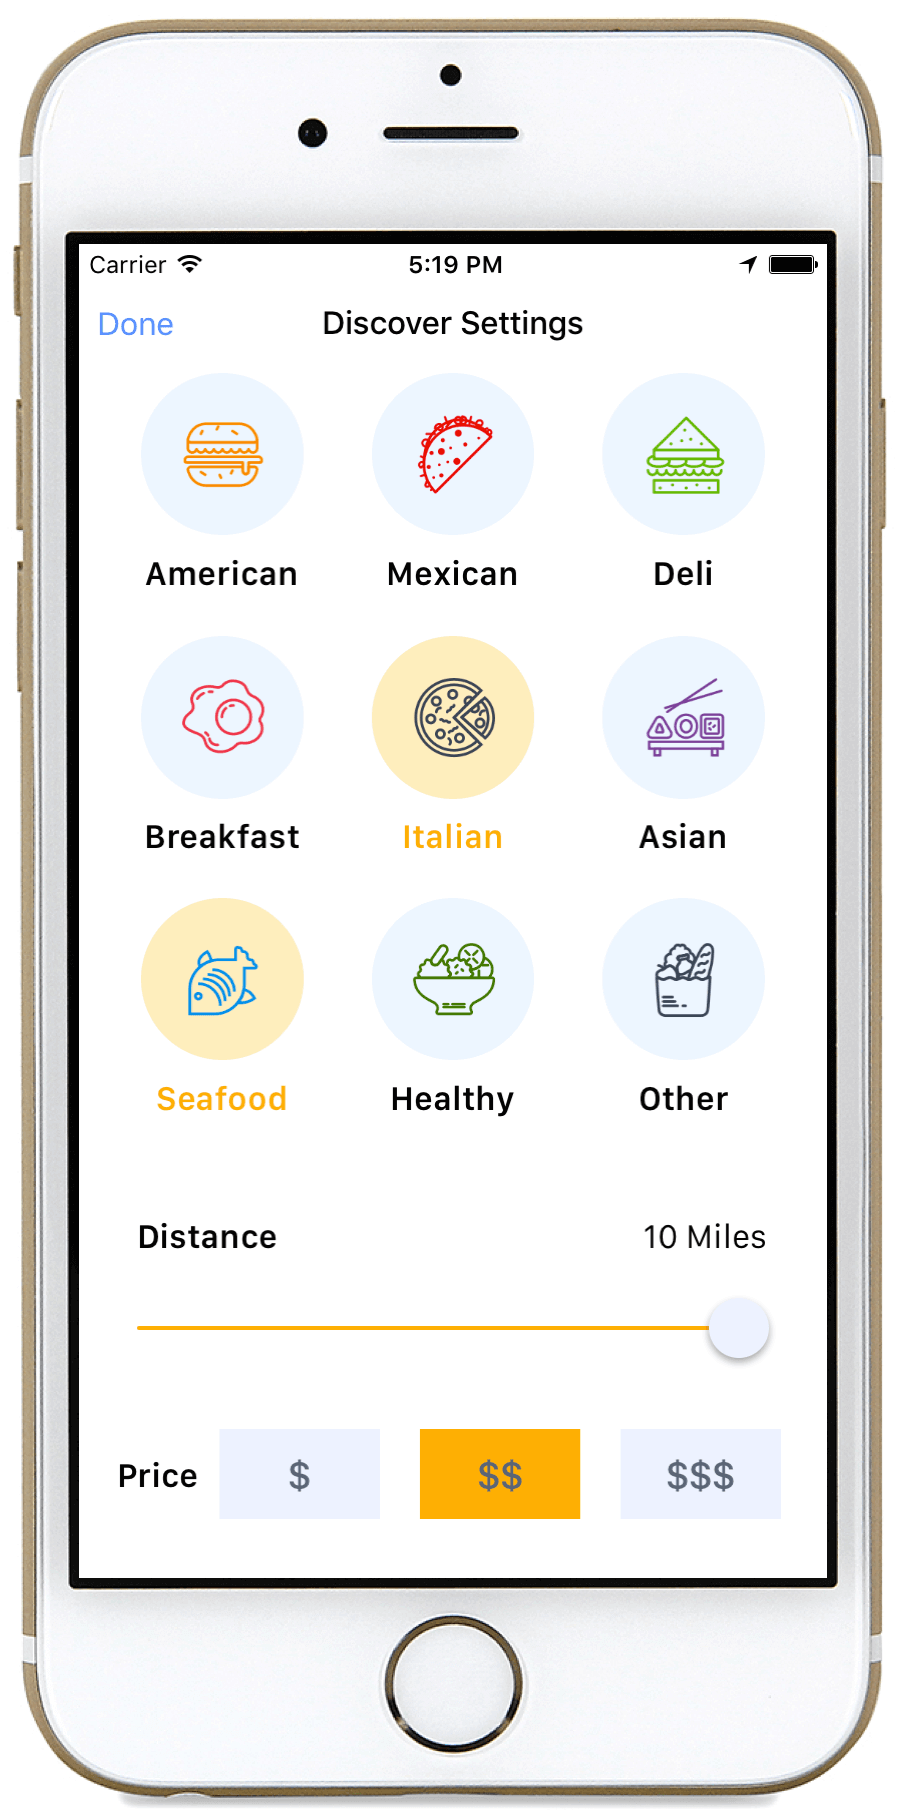 Carrier 5:19 PM
Done Discover Settings
American Mexican Deli
Breakfast Italian Asian
Seafood Healthy Other
Distance 10 Miles
Price $ $$ $$$